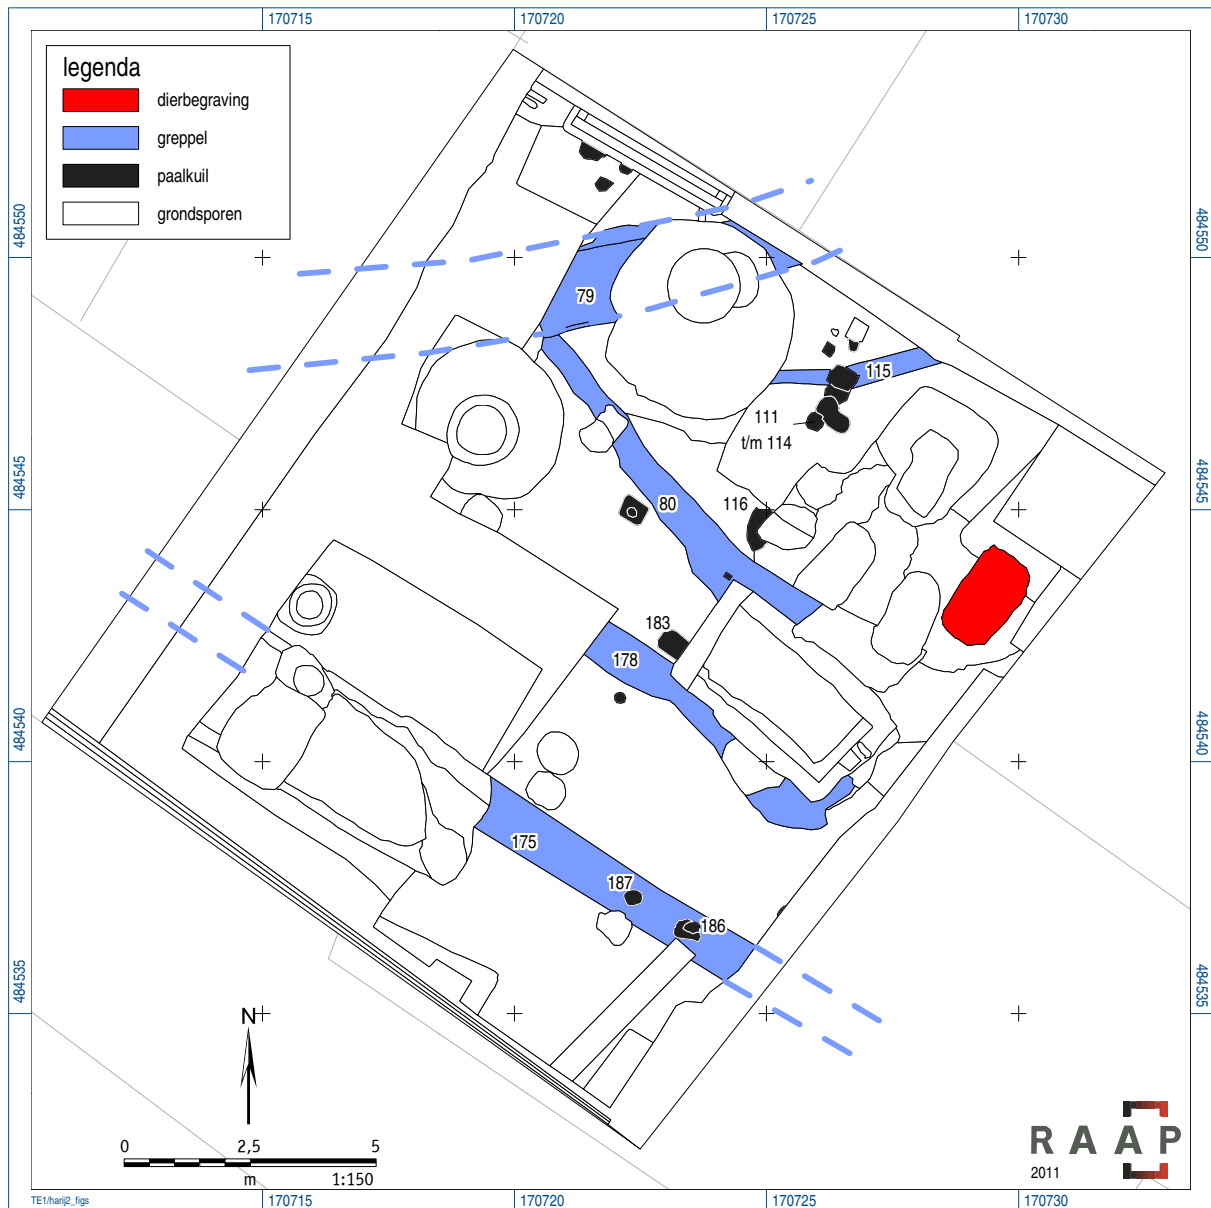 170715 170720 170725 170730
legenda
dierbegraving
greppel
paalkuil
grondsporen
484550 484550
79
115
111
t/m 114
484545 484545
80
116
183
178
484540 484540
175
187
186
484535 484535
N
0 2,5 5
m 1:150
RAAP
2011
TE1/harij2_figs
170715 170720 170725 170730